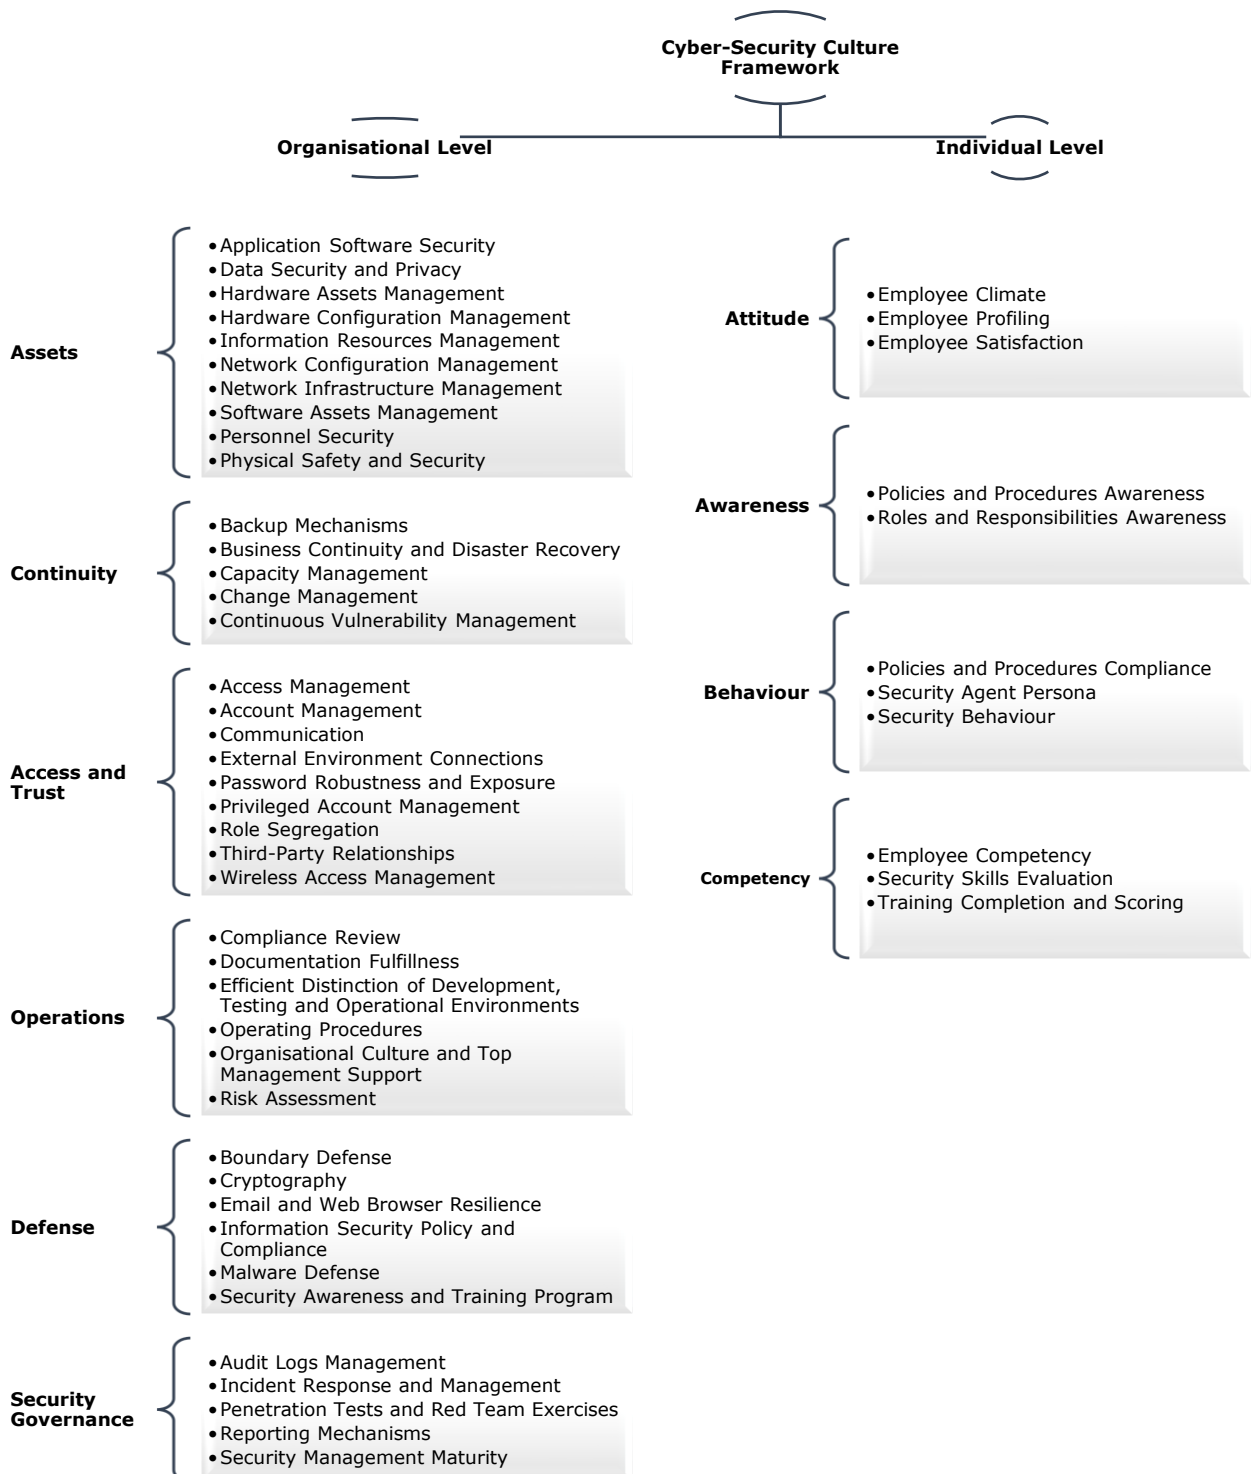 Cyber-Security Culture
Framework
Organisational Level
Individual Level
Assets
•Application Software Security
•Data Security and Privacy
•Hardware Assets Management
•Hardware Configuration Management
•Information Resources Management
•Network Configuration Management
•Network Infrastructure Management
•Software Assets Management
•Personnel Security
•Physical Safety and Security
Continuity
•Backup Mechanisms
•Business Continuity and Disaster Recovery
•Capacity Management
•Change Management
•Continuous Vulnerability Management
Access and
Trust
•Access Management
•Account Management
•Communication
•External Environment Connections
•Password Robustness and Exposure
•Privileged Account Management
•Role Segregation
•Third-Party Relationships
•Wireless Access Management
Operations
•Compliance Review
•Documentation Fulfillness
•Efficient Distinction of Development,
Testing and Operational Environments
•Operating Procedures
•Organisational Culture and Top
Management Support
•Risk Assessment
Defense
•Boundary Defense
•Cryptography
•Email and Web Browser Resilience
•Information Security Policy and
Compliance
•Malware Defense
•Security Awareness and Training Program
Security
Governance
•Audit Logs Management
•Incident Response and Management
•Penetration Tests and Red Team Exercises
•Reporting Mechanisms
•Security Management Maturity
Attitude
•Employee Climate
•Employee Profiling
•Employee Satisfaction
Awareness
•Policies and Procedures Awareness
•Roles and Responsibilities Awareness
Behaviour
•Policies and Procedures Compliance
•Security Agent Persona
•Security Behaviour
Competency
•Employee Competency
•Security Skills Evaluation
•Training Completion and Scoring